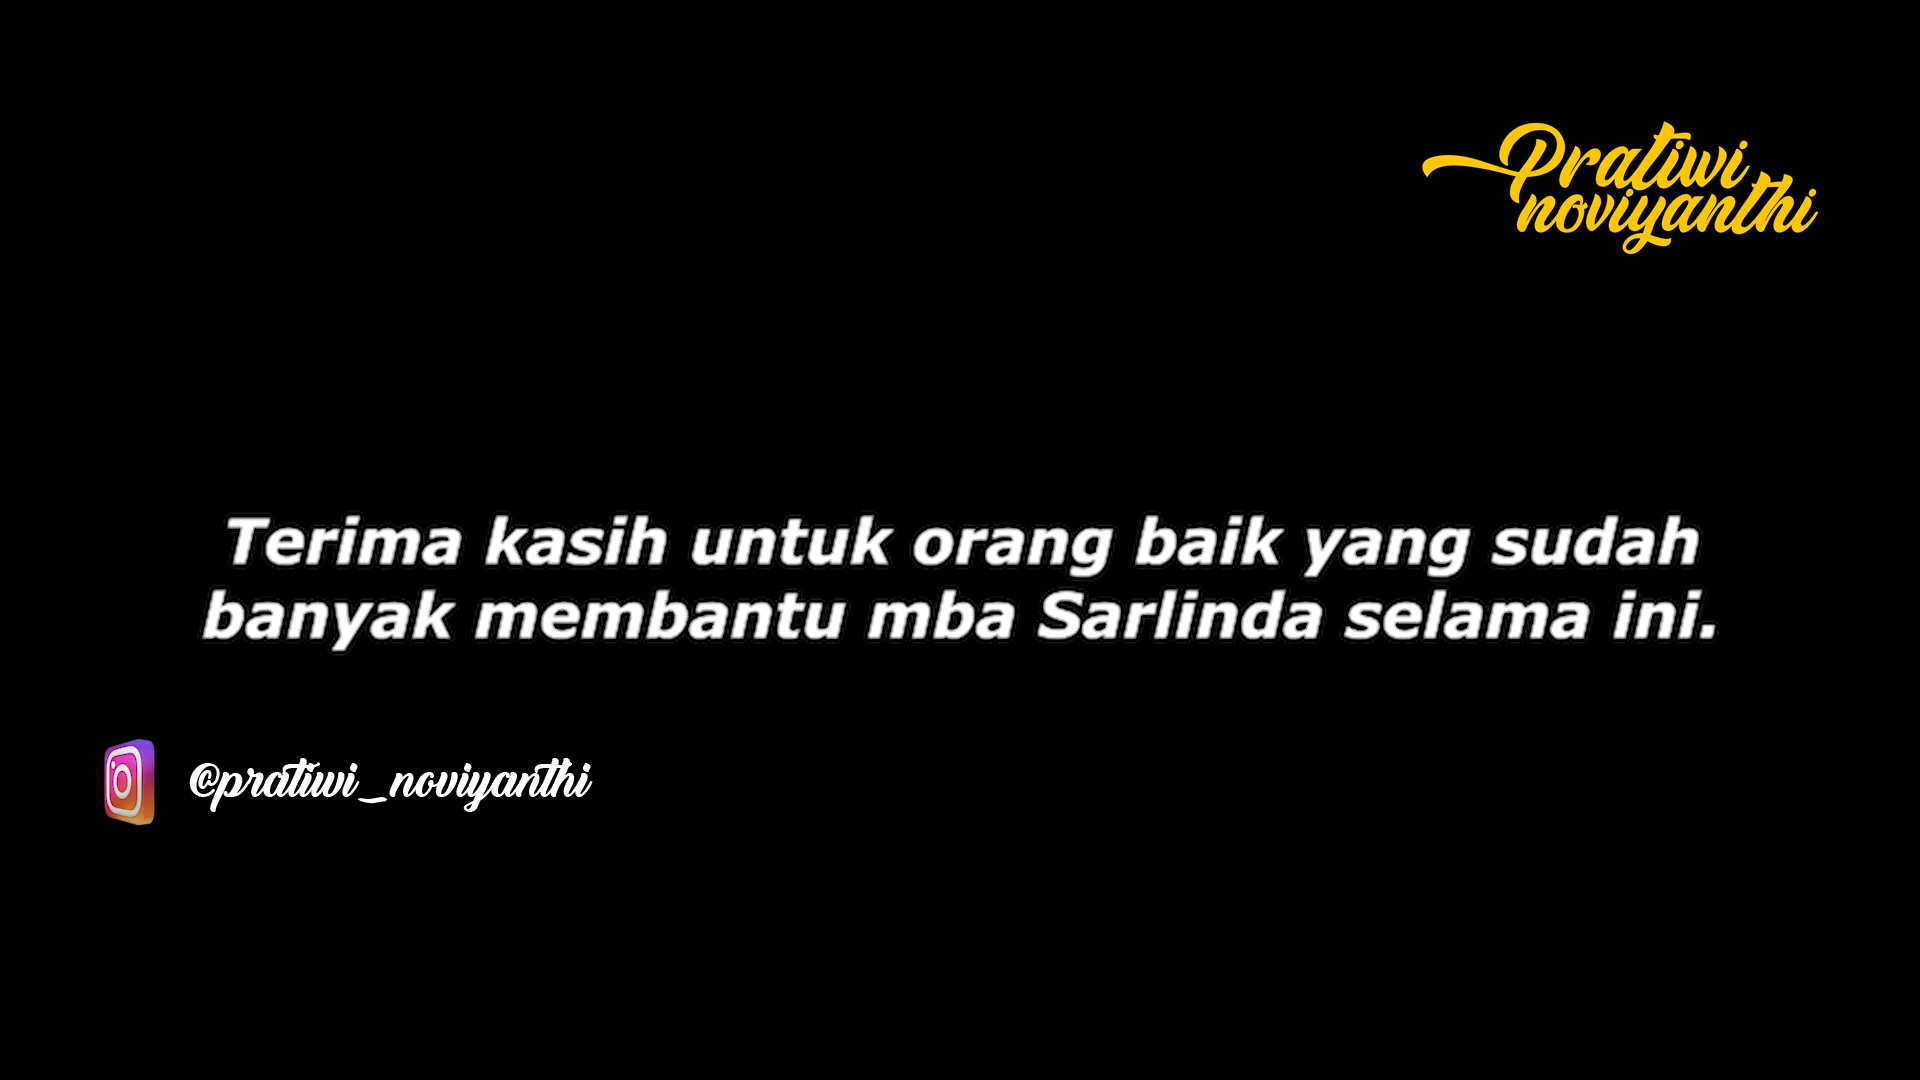 Pratiwi
noviyanthi
Terima kasih untuk orang baik yang sudah
banyak membantu mba Sarlinda selama ini.
@pratiwi_noviyanthi